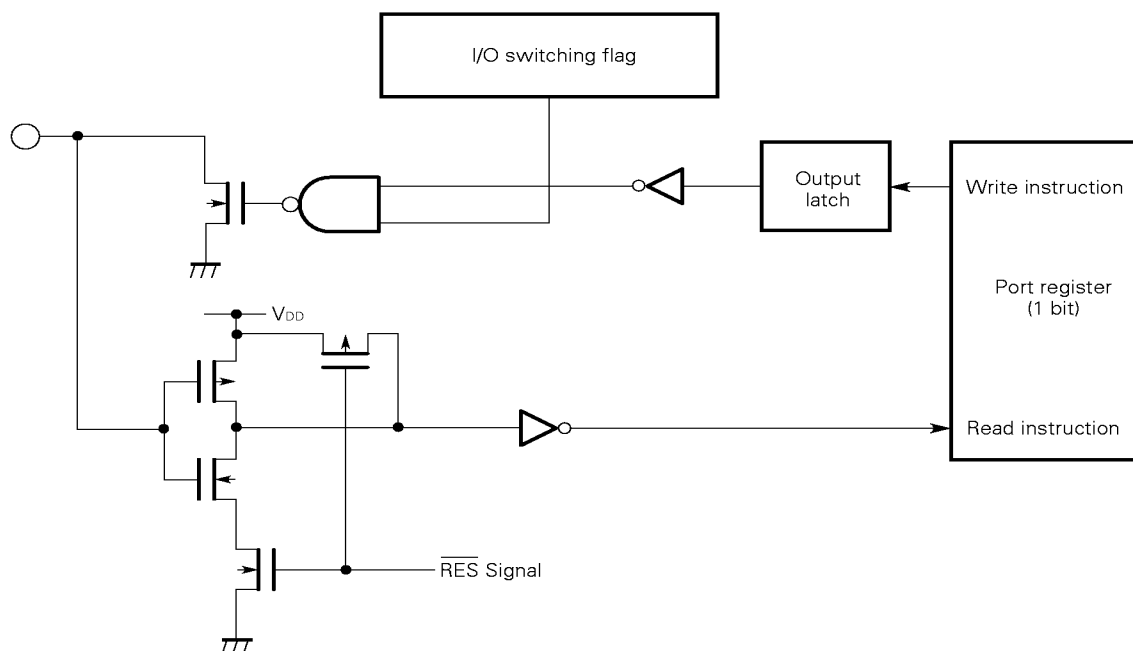 I/O switching flag
Output
latch
Write instruction
Port register
(1 bit)
VDD
Read instruction
RES Signal